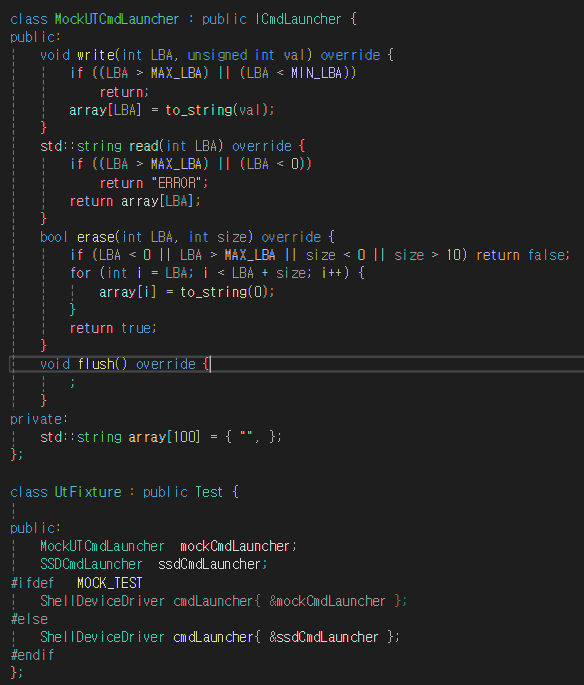 class MockUTCmdLauncher : public ICmdLauncher {
public:
    void write(int LBA, unsigned int val) override {
        if ((LBA > MAX_LBA) || (LBA < MIN_LBA))
            return;
        array[LBA] = to_string(val);
    }
    std::string read(int LBA) override {
        if ((LBA > MAX_LBA) || (LBA < 0))
            return "ERROR";
        return array[LBA];
    }
    bool erase(int LBA, int size) override {
        if (LBA < 0 || LBA > MAX_LBA || size < 0 || size > 10) return false;
        for (int i = LBA; i < LBA + size; i++) {
            array[i] = to_string(0);
        }
        return true;
    }
    void flush() override {
        ;
    }
private:
    std::string array[100] = { "", };
};

class UtFixture : public Test {

public:
    MockUTCmdLauncher  mockCmdLauncher;
    SSDCmdLauncher  ssdCmdLauncher;
#ifdef   MOCK_TEST
    ShellDeviceDriver cmdLauncher{ &mockCmdLauncher };
#else
    ShellDeviceDriver cmdLauncher{ &ssdCmdLauncher };
#endif
};